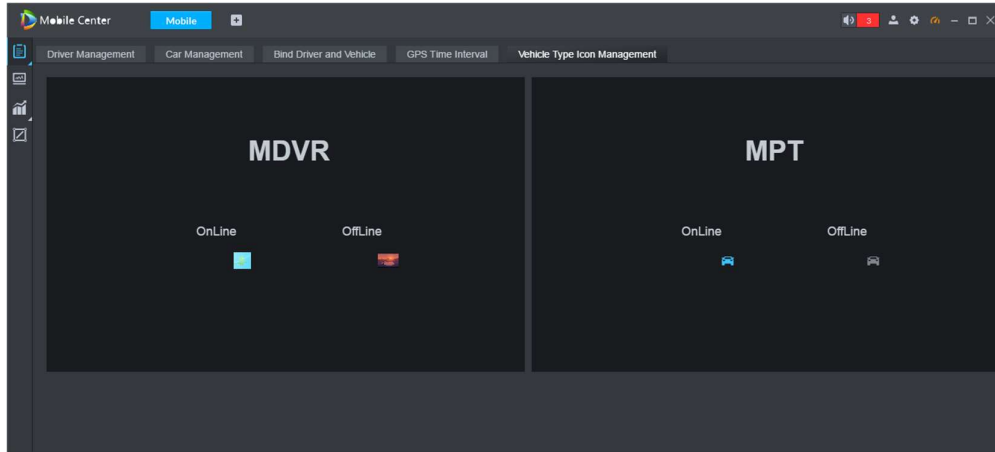 Mobile Center
Mobile
3
Driver Management
Car Management
Bind Driver and Vehicle
GPS Time Interval
Vehicle Type Icon Management
MDVR
OnLine
OffLine
MPT
OnLine
OffLine